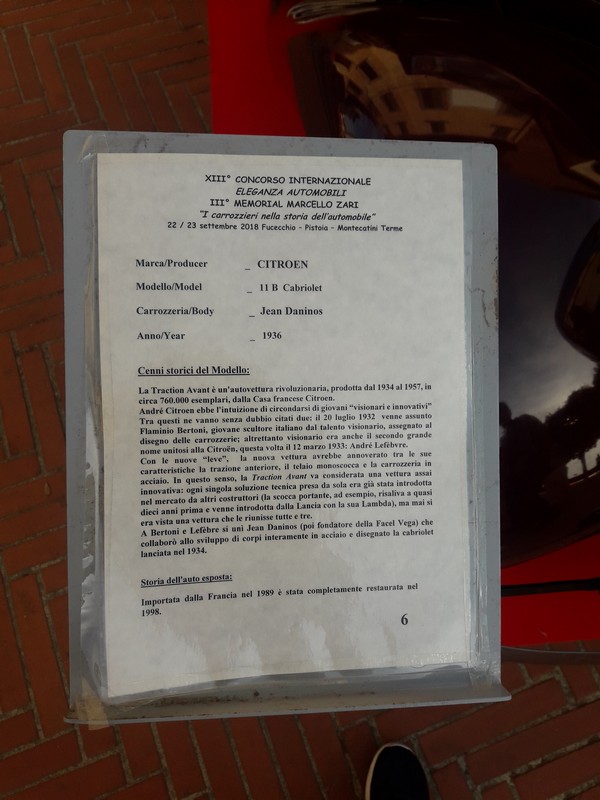 XIII° CONCORSO INTERNAZIONALE
ELEGANZA AUTOMOBILI
III° MEMORIAL MARCELLO ZARI
"I carrozzieri nella storia dell'automobile"
22 / 23 settembre 2018 Fucecchio - Pistoia - Montecatini Terme
Marca/Producer _ CITROEN
Modello/Model _ 11 B Cabriolet
Carrozzeria/Body _ Jean Daninos
Anno/Year _ 1936
Cenni storici del Modello:
La Traction Avant è un'autovettura rivoluzionaria, prodotta dal 1934 al 1957, in
circa 760.000 esemplari, dalla Casa francese Citroen.
André Citroen ebbe l'intuizione di circondarsi di giovani "visionari e innovativi"
Tra questi ne vanno senza dubbio citati due: il 20 luglio 1932 venne assunto
Flaminio Bertoni, giovane scultore italiano dal talento visionario, assegnato al
disegno delle carrozzerie; altrettanto visionario era anche il secondo grande
nome unitosi alla Citroën, questa volta il 12 marzo 1933: André Lefèbvre.
Con le nuove "leve", la nuova vettura avrebbe annoverato tra le sue
caratteristiche la trazione anteriore, il telaio monoscocca e la carrozzeria in
acciaio. In questo senso, la Traction Avant va considerata una vettura assai
innovativa: ogni singola soluzione tecnica presa da sola era già stata introdotta
nel mercato da altri costruttori (la scocca portante, ad esempio, risaliva a quasi
dieci anni prima e venne introdotta dalla Lancia con la sua Lambda), ma mai si
era vista una vettura che le riunisse tutte e tre.
A Bertoni e Lefèbre si unì Jean Daninos (poi fondatore della Facel Vega) che
collaborò allo sviluppo di corpi interamente in acciaio e disegnato la cabriolet
lanciata nel 1934.
Storia dell'auto esposta:
Importata dalla Francia nel 1989 è stata completamente restaurata nel
1998.
6